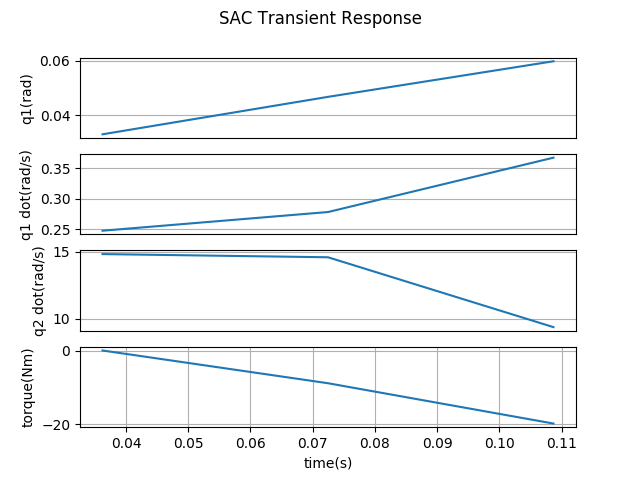 SAC Transient Response
q1(rad)
0.06
0.04
q1 dot(rad/s)
0.35
0.30
0.25
q2 dot(rad/s)
15
10
torque(Nm)
0
−20
0.04 0.05 0.06 0.07 0.08 0.09 0.10 0.11
time(s)